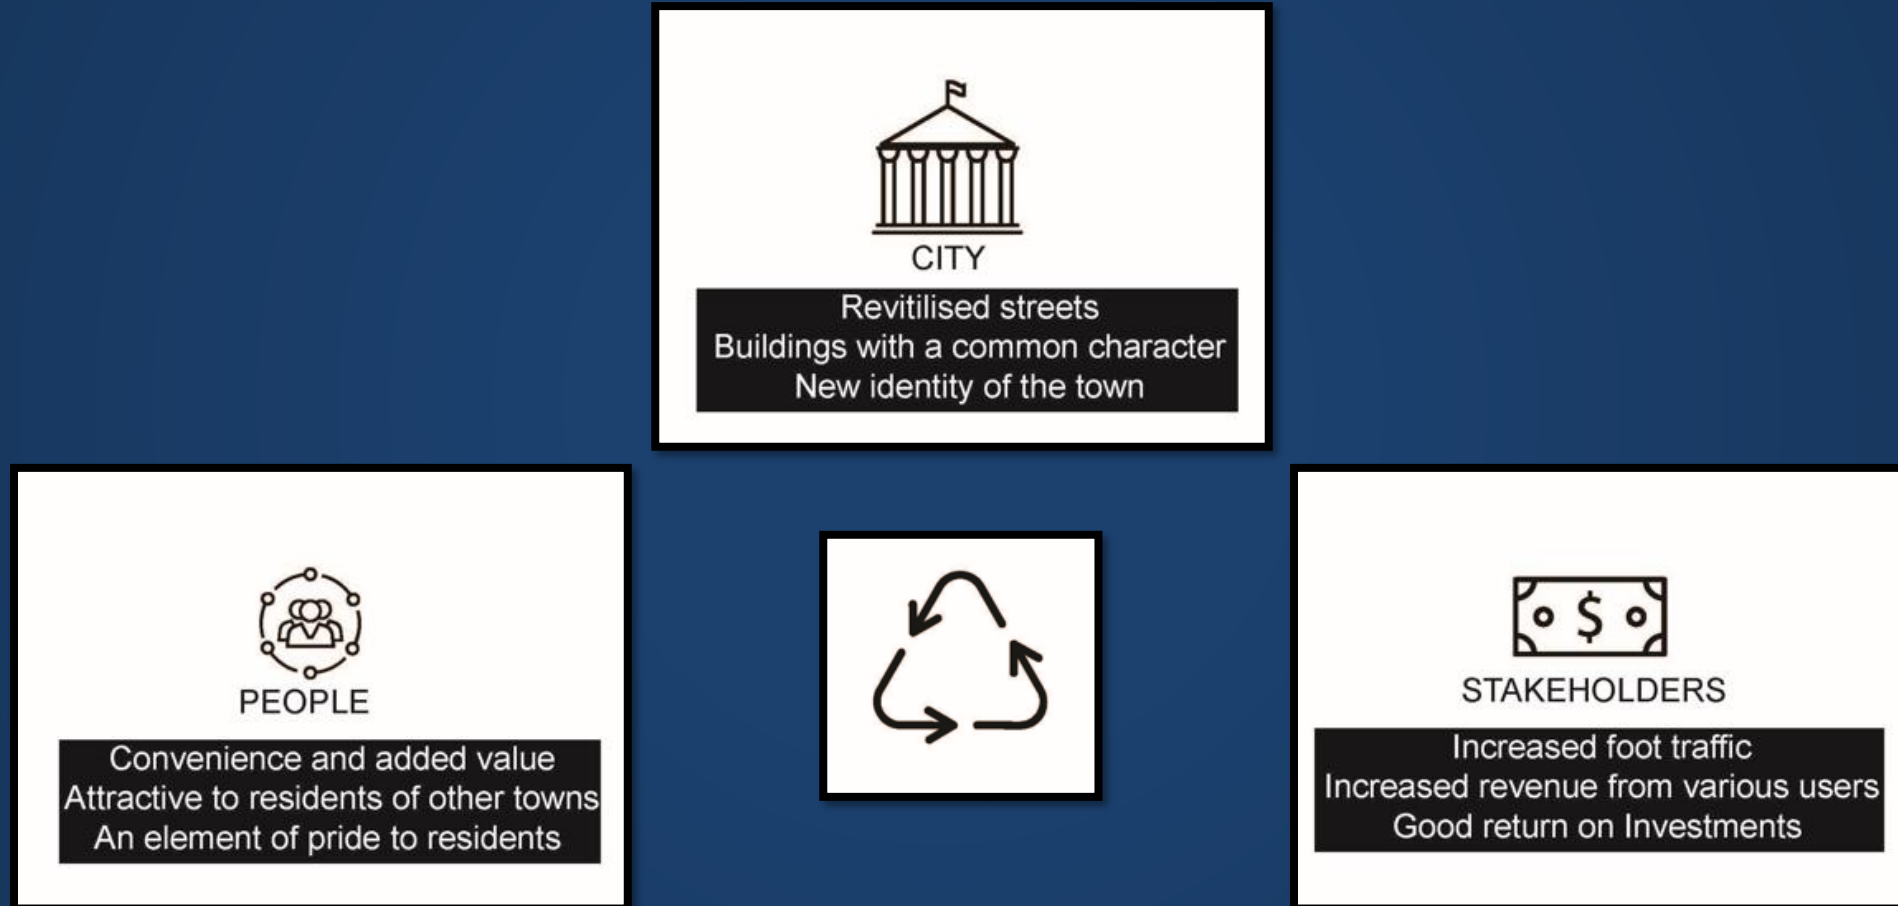 CITY
Revitilised streets
Buildings with a common character
New identity of the town
PEOPLE
Convenience and added value
Attractive to residents of other towns
An element of pride to residents
$
STAKEHOLDERS
Increased foot traffic
Increased revenue from various users
Good return on Investments